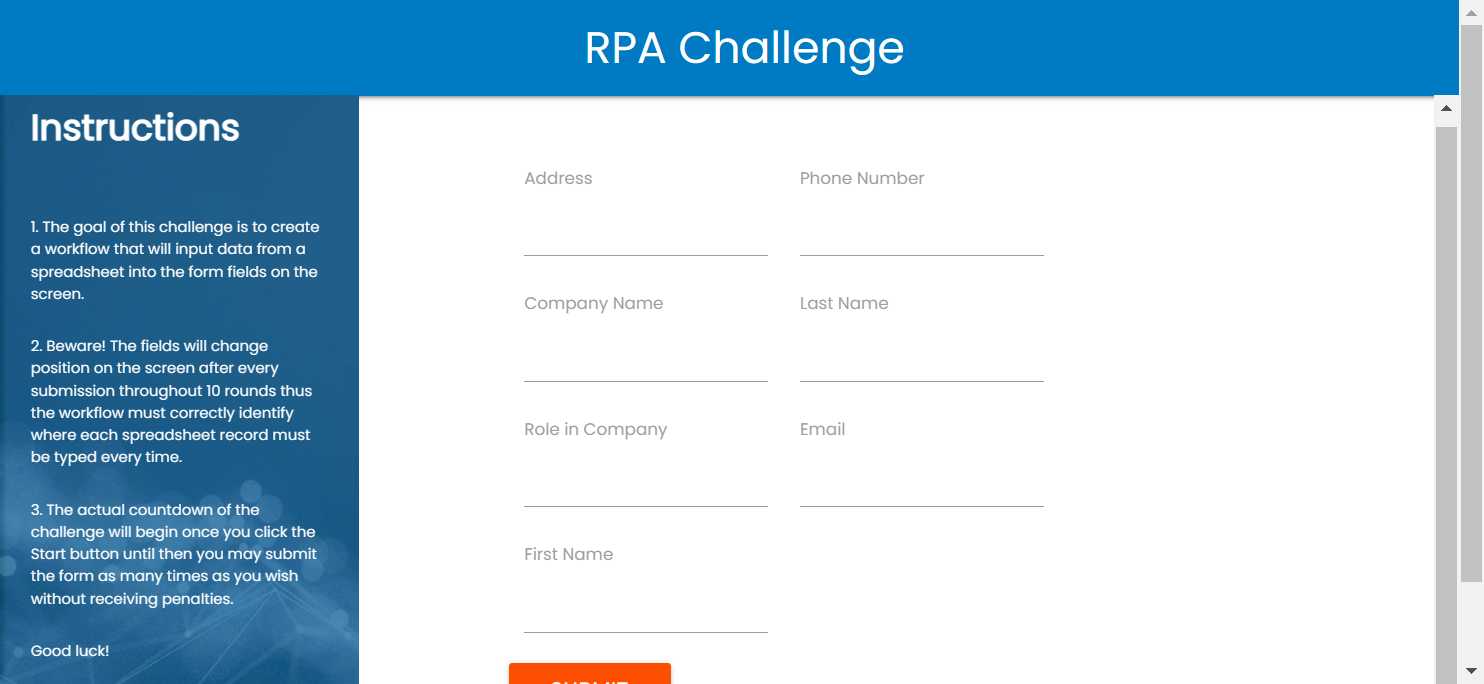 RPA Challenge
Instructions
1. The goal of this challenge is to create
a workflow that will input data from a
spreadsheet into the form fields on the
screen.
2. Beware! The fields will change
position on the screen after every
submission throughout 10 rounds thus
the workflow must correctly identify
where each spreadsheet record must
be typed every time.
3. The actual countdown of the
challenge will begin once you click the
Start button until then you may submit
the form as many times as you wish
without receiving penalties.
Good luck!
Address
Phone Number
Company Name
Last Name
Role in Company
Email
First Name